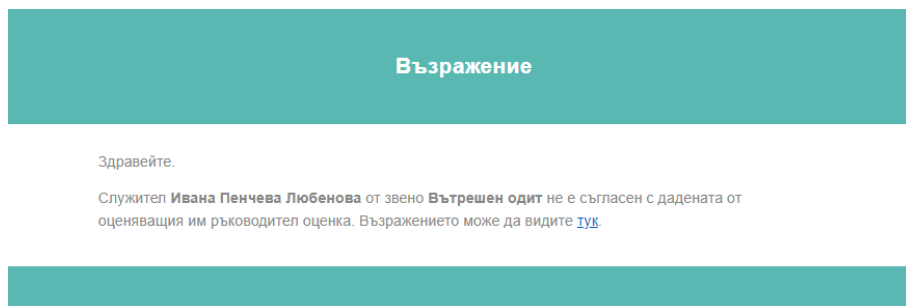 Възражение
Здравейте.
Служител Ивана Пенчева Любенова от звено Вътрешен одит не е съгласен с дадената от
оценяващия им ръководител оценка. Възражението може да видите тук.